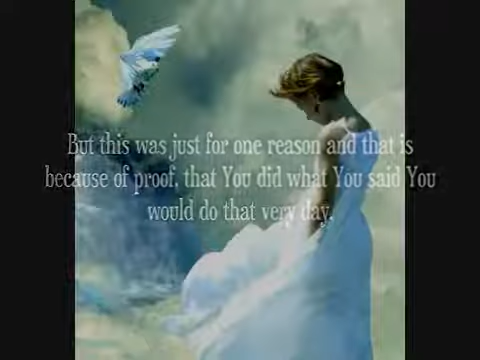 But this was just for one reason and that is
because of proof, that You did what You said You
would do that very day.